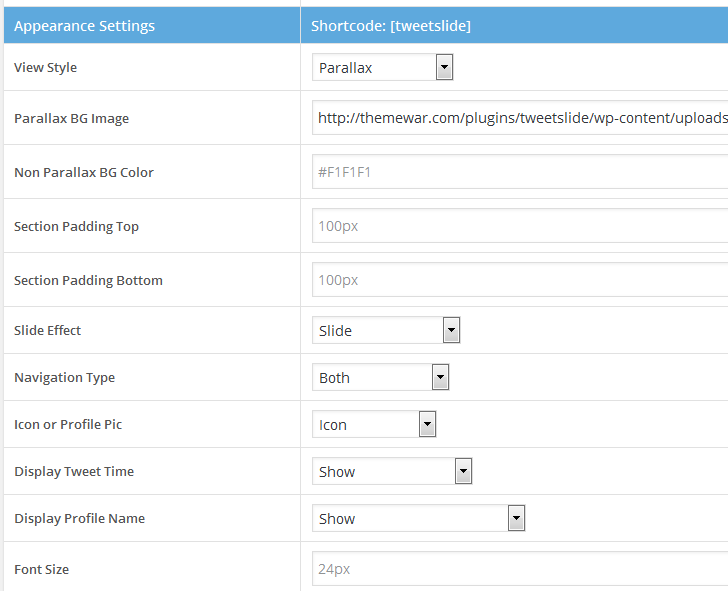 Appearance Settings Shortcode: [tweetslide]
View Style Parallax
Parallax BG Image http://themewar.com/plugins/tweetslide/wp-content/uploads
Non Parallax BG Color #F1F1F1
Section Padding Top 100px
Section Padding Bottom 100px
Slide Effect Slide
Navigation Type Both
Icon or Profile Pic Icon
Display Tweet Time Show
Display Profile Name Show
Font Size 24px